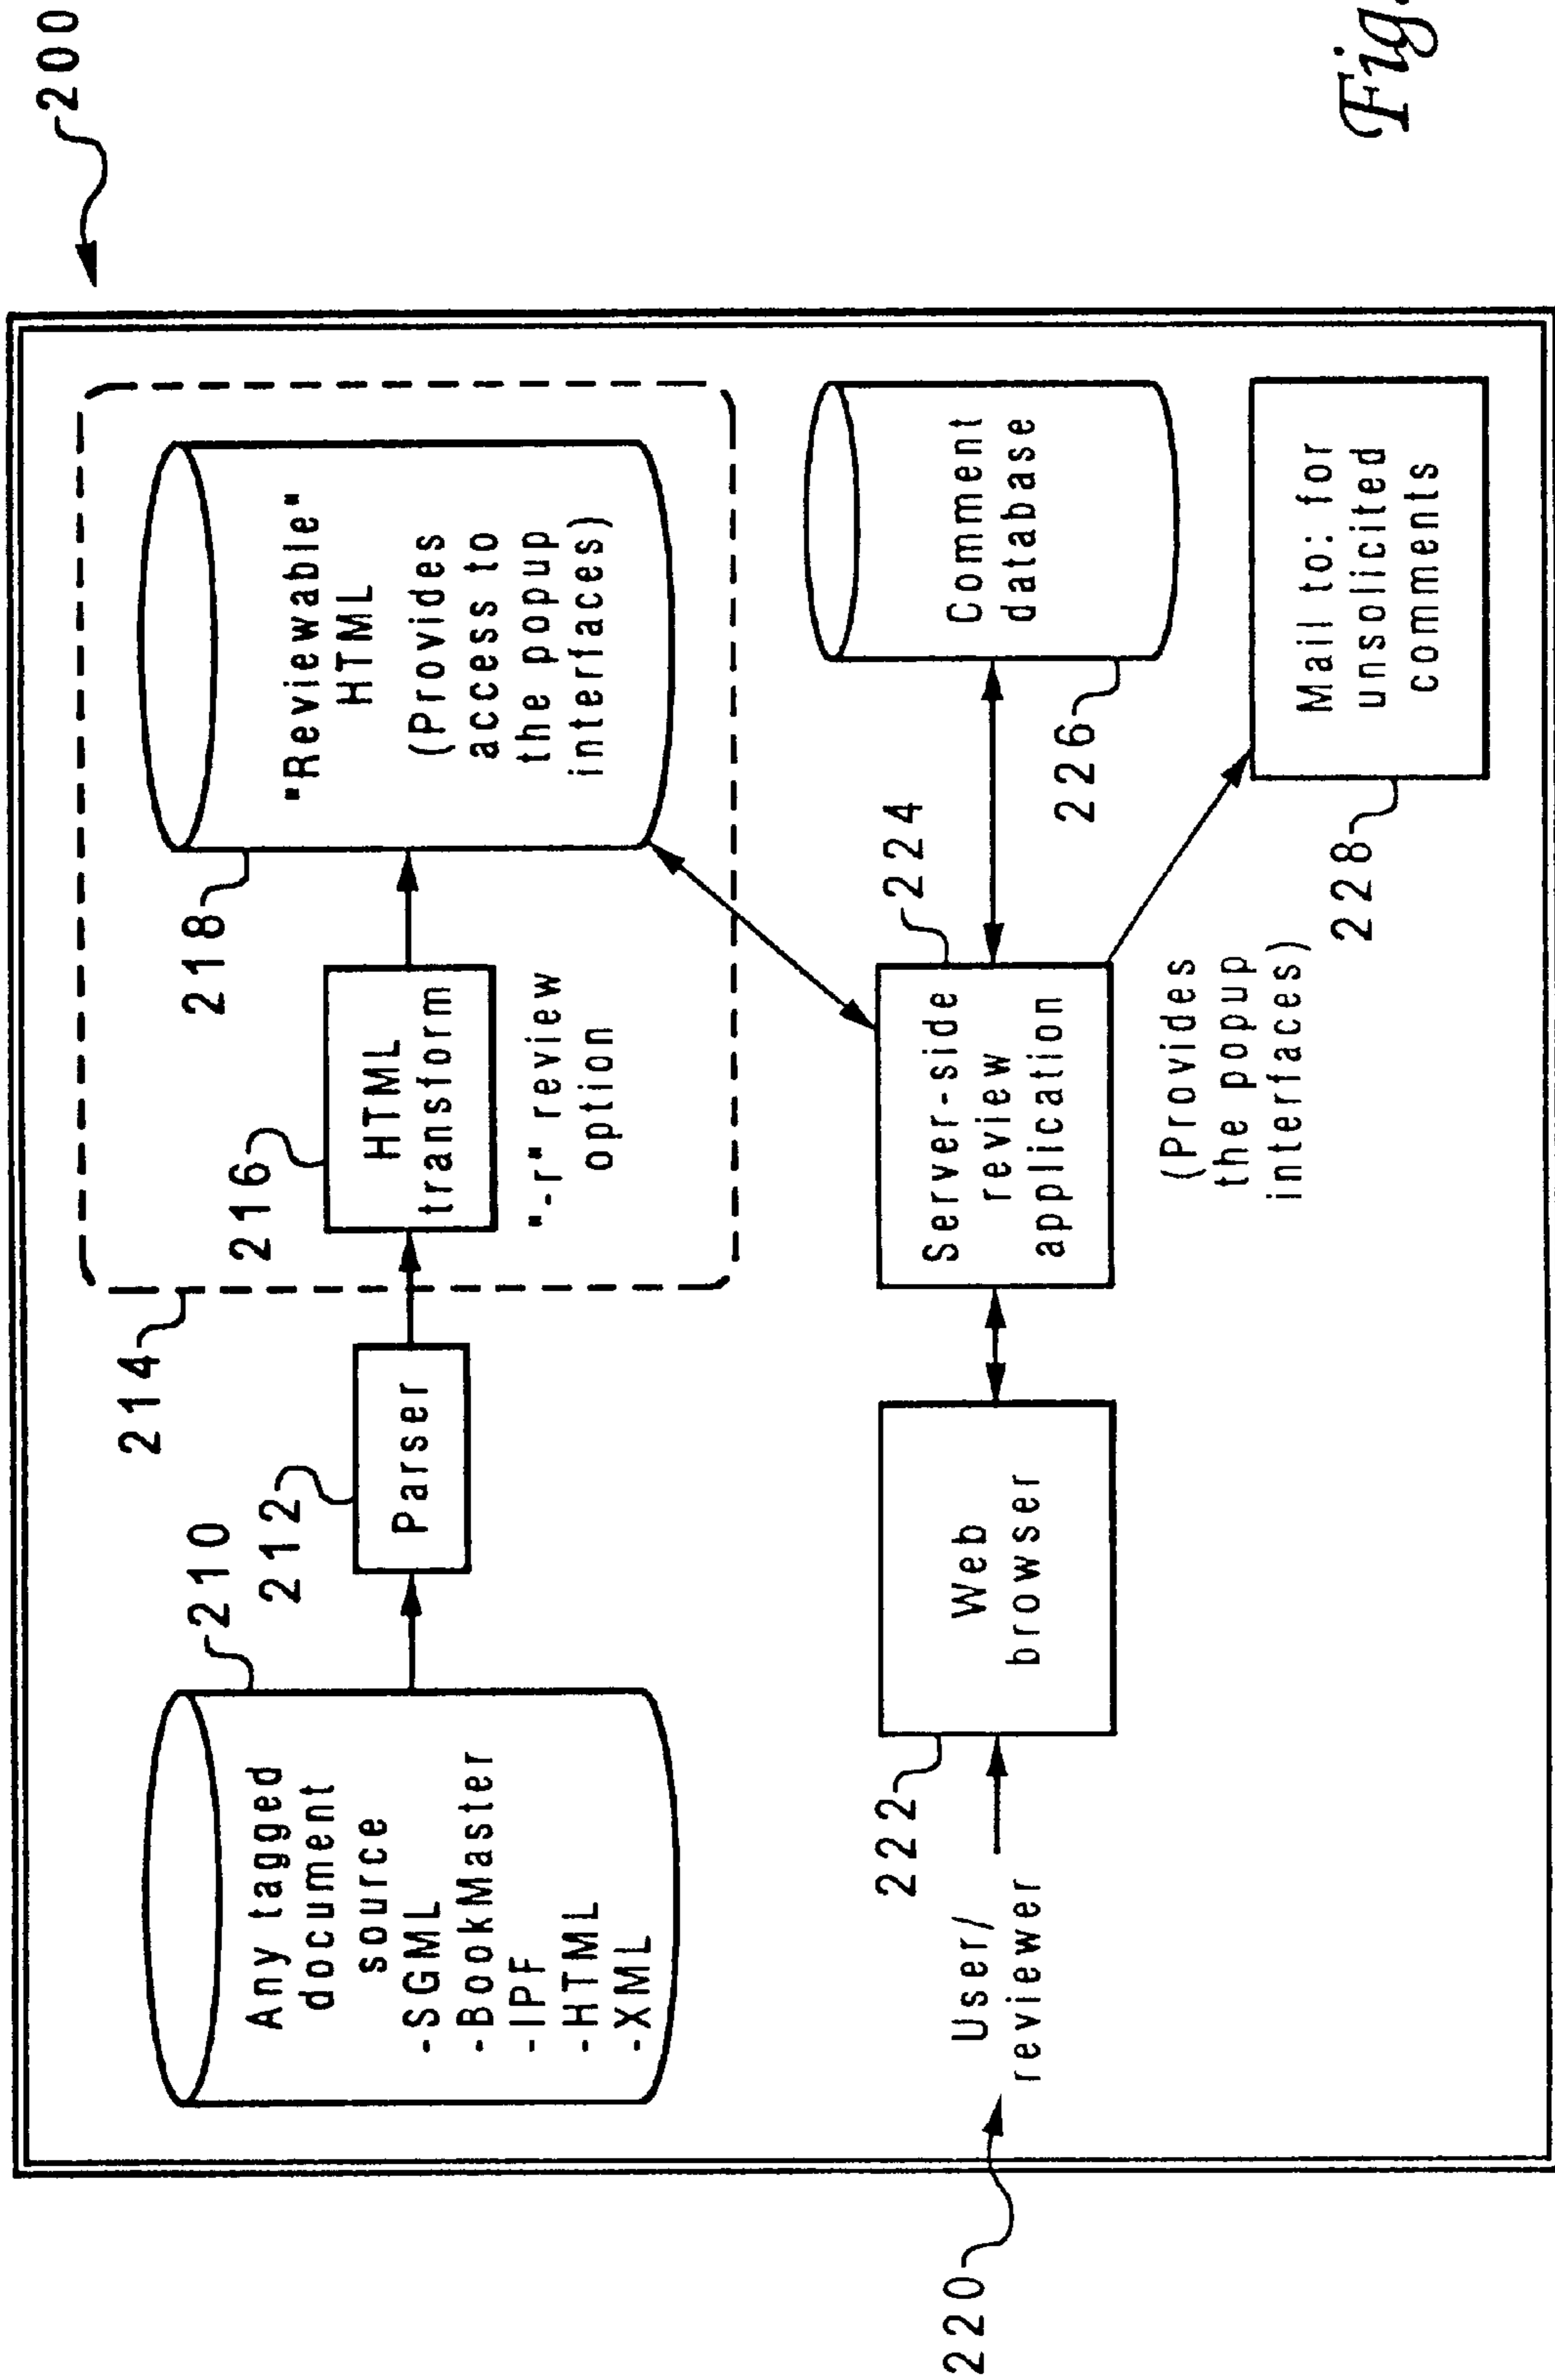 200
210
Any tagged
document
source
- SGML
- BookMaster
- IPF
- HTML
- XML
212
Parser
214
216
HTML
transform
"-r" review
option
218
"Reviewable"
HTML
(Provides
access to
the popup
interfaces)
220
User/
reviewer
222
Web
browser
224
Server-side
review
application
(Provides
the popup
interfaces)
226
Comment
database
228
Mail to: for
unsolicited
comments
Fig.